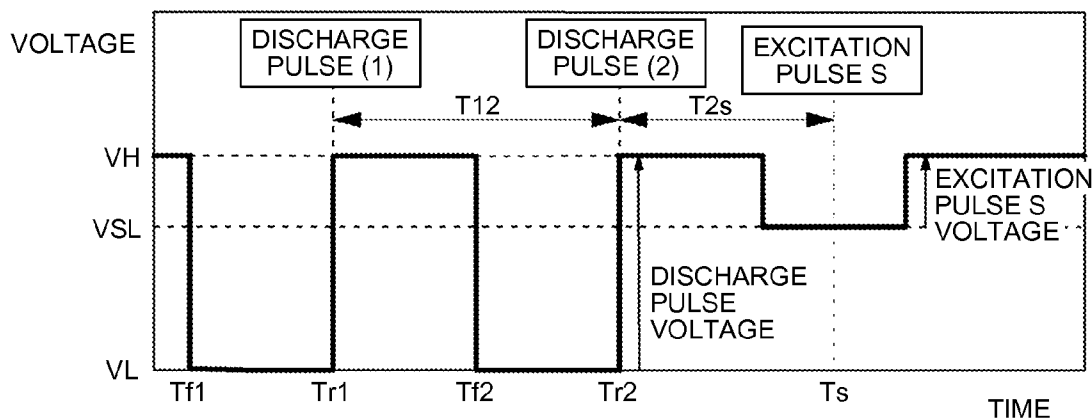 VOLTAGE
DISCHARGE
PULSE (1)
DISCHARGE
PULSE (2)
EXCITATION
PULSE S
T12
T2s
VH
VSL
VL
EXCITATION
PULSE S
VOLTAGE
DISCHARGE
PULSE
VOLTAGE
Tf1
Tr1
Tf2
Tr2
Ts
TIME